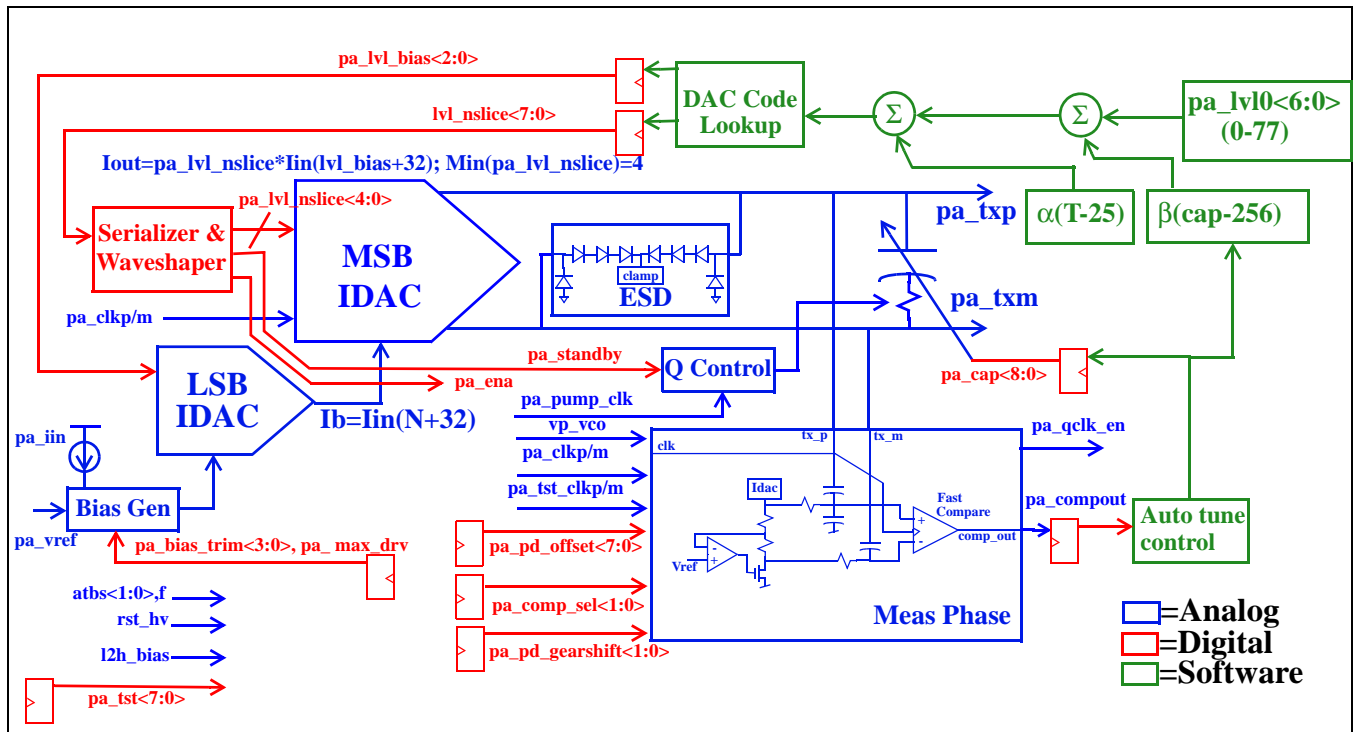 pa_lvl_bias<2:0>
lvl_nslice<7:0>
DAC Code
Lookup
Σ
Σ
pa_lvl0<6:0>
(0-77)
Iout=pa_lvl_nslice*Iin(lvl_bias+32); Min(pa_lvl_nslice)=4
pa_lvl_nslice<4:0>
Serializer &
Waveshaper
MSB
IDAC
clamp
ESD
pa_txp
α(T-25)
β(cap-256)
pa_txm
pa_clkp/m
LSB
IDAC
pa_standby
pa_ena
Q Control
pa_cap<8:0>
Ib=Iin(N+32)
pa_pump_clk
vp_vco
pa_clkp/m
pa_tst_clkp/m
pa_iin
Bias Gen
pa_vref
pa_bias_trim<3:0>, pa_ max_drv
clk
tx_p
tx_m
pa_qclk_en
Idac
Fast
Compare
+
-
comp_out
-
+
Vref
Meas Phase
pa_compout
Auto tune
control
pa_pd_offset<7:0>
pa_comp_sel<1:0>
pa_pd_gearshift<1:0>
atbs<1:0>,f
rst_hv
l2h_bias
pa_tst<7:0>
=Analog
=Digital
=Software